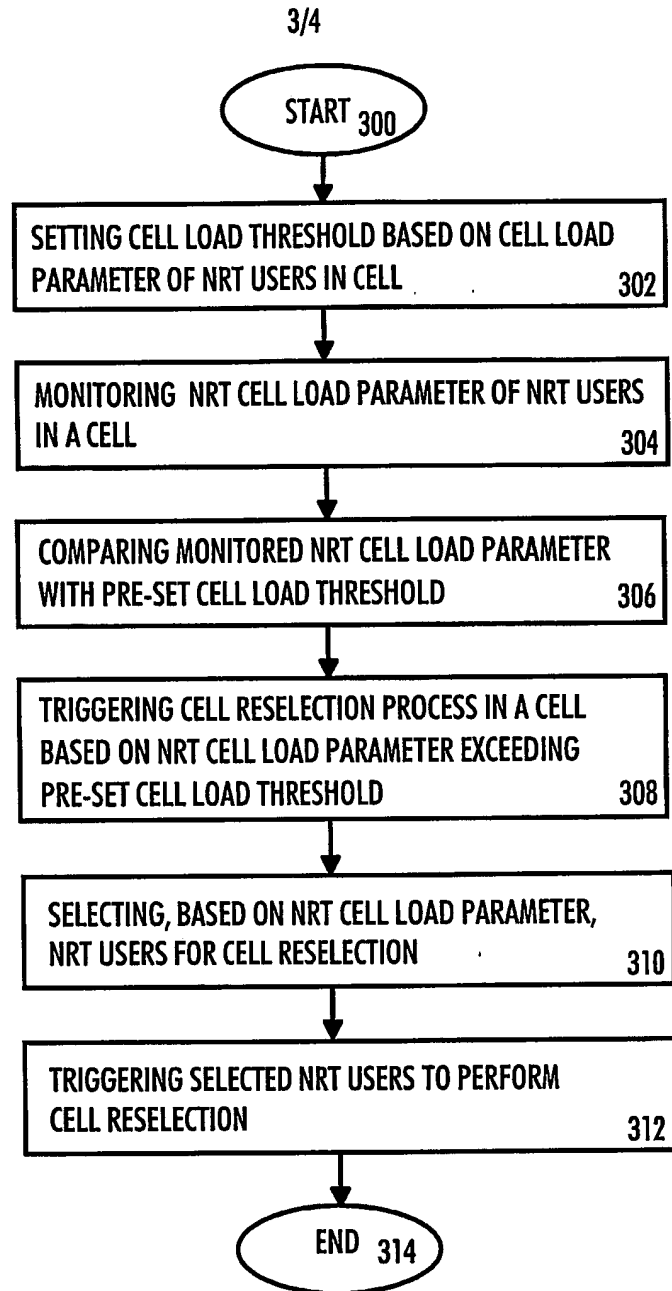 3/4
START 300
SETTING CELL LOAD THRESHOLD BASED ON CELL LOAD
PARAMETER OF NRT USERS IN CELL 302
MONITORING NRT CELL LOAD PARAMETER OF NRT USERS
IN A CELL 304
COMPARING MONITORED NRT CELL LOAD PARAMETER
WITH PRE-SET CELL LOAD THRESHOLD 306
TRIGGERING CELL RESELECTION PROCESS IN A CELL
BASED ON NRT CELL LOAD PARAMETER EXCEEDING
PRE-SET CELL LOAD THRESHOLD 308
SELECTING, BASED ON NRT CELL LOAD PARAMETER,
NRT USERS FOR CELL RESELECTION 310
TRIGGERING SELECTED NRT USERS TO PERFORM
CELL RESELECTION 312
END 314